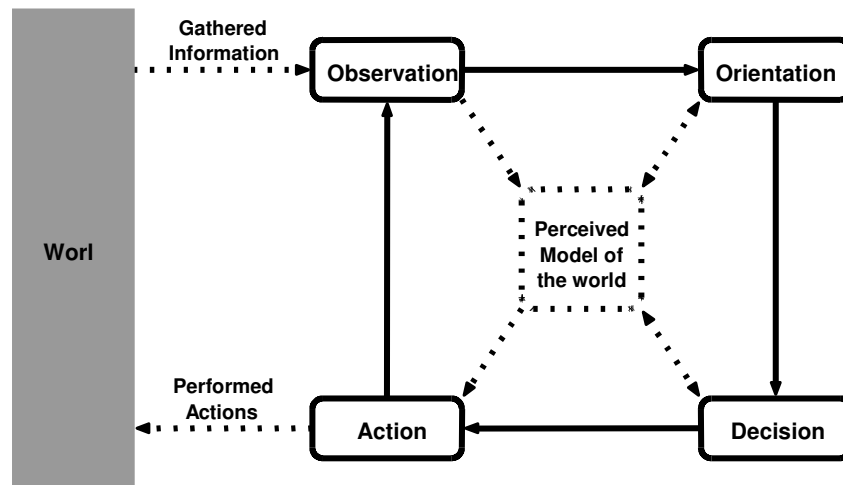 Gathered
Information
Observation
Orientation
Worl
Perceived
Model of
the world
Performed
Actions
Action
Decision